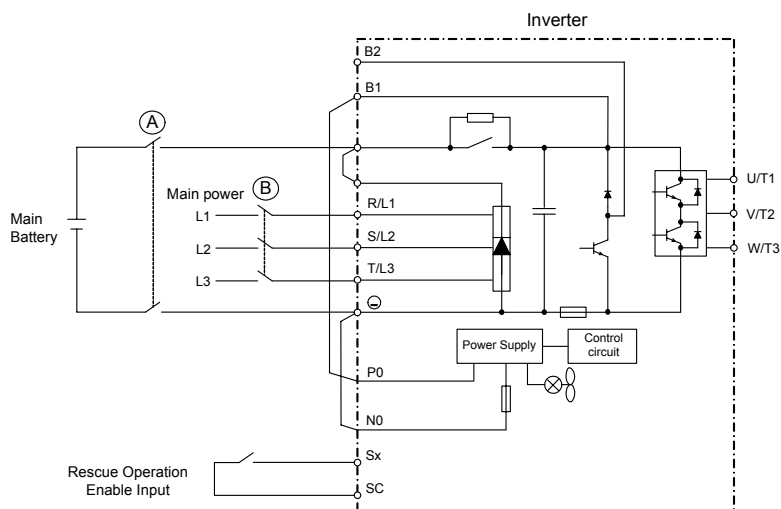 Inverter
B2
B1
A
Main power
B
R/L1
L1
S/L2
L2
T/L3
L3
Main
Battery
U/T1
V/T2
W/T3
Power Supply
Control
circuit
P0
N0
Sx
SC
Rescue Operation
Enable Input